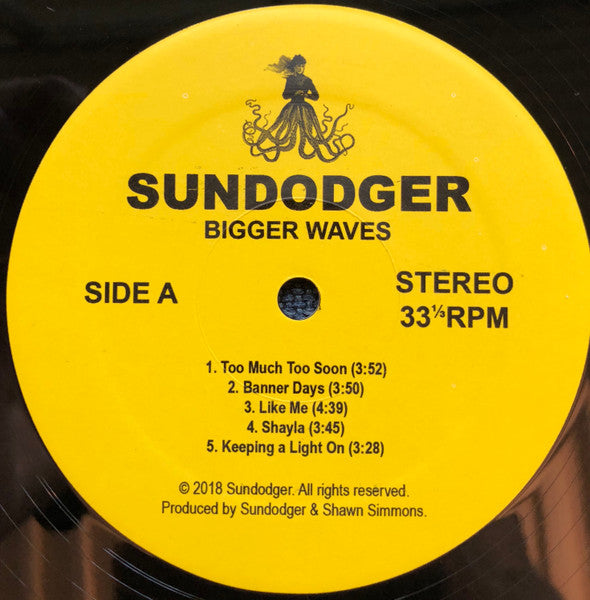 SUNDODGER
BIGGER WAVES
SIDE A
STEREO
33⅓RPM
1. Too Much Too Soon (3:52)
2. Banner Days (3:50)
3. Like Me (4:39)
4. Shayla (3:45)
5. Keeping a Light On (3:28)
© 2018 Sundodger. All rights reserved.
Produced by Sundodger & Shawn Simmons.